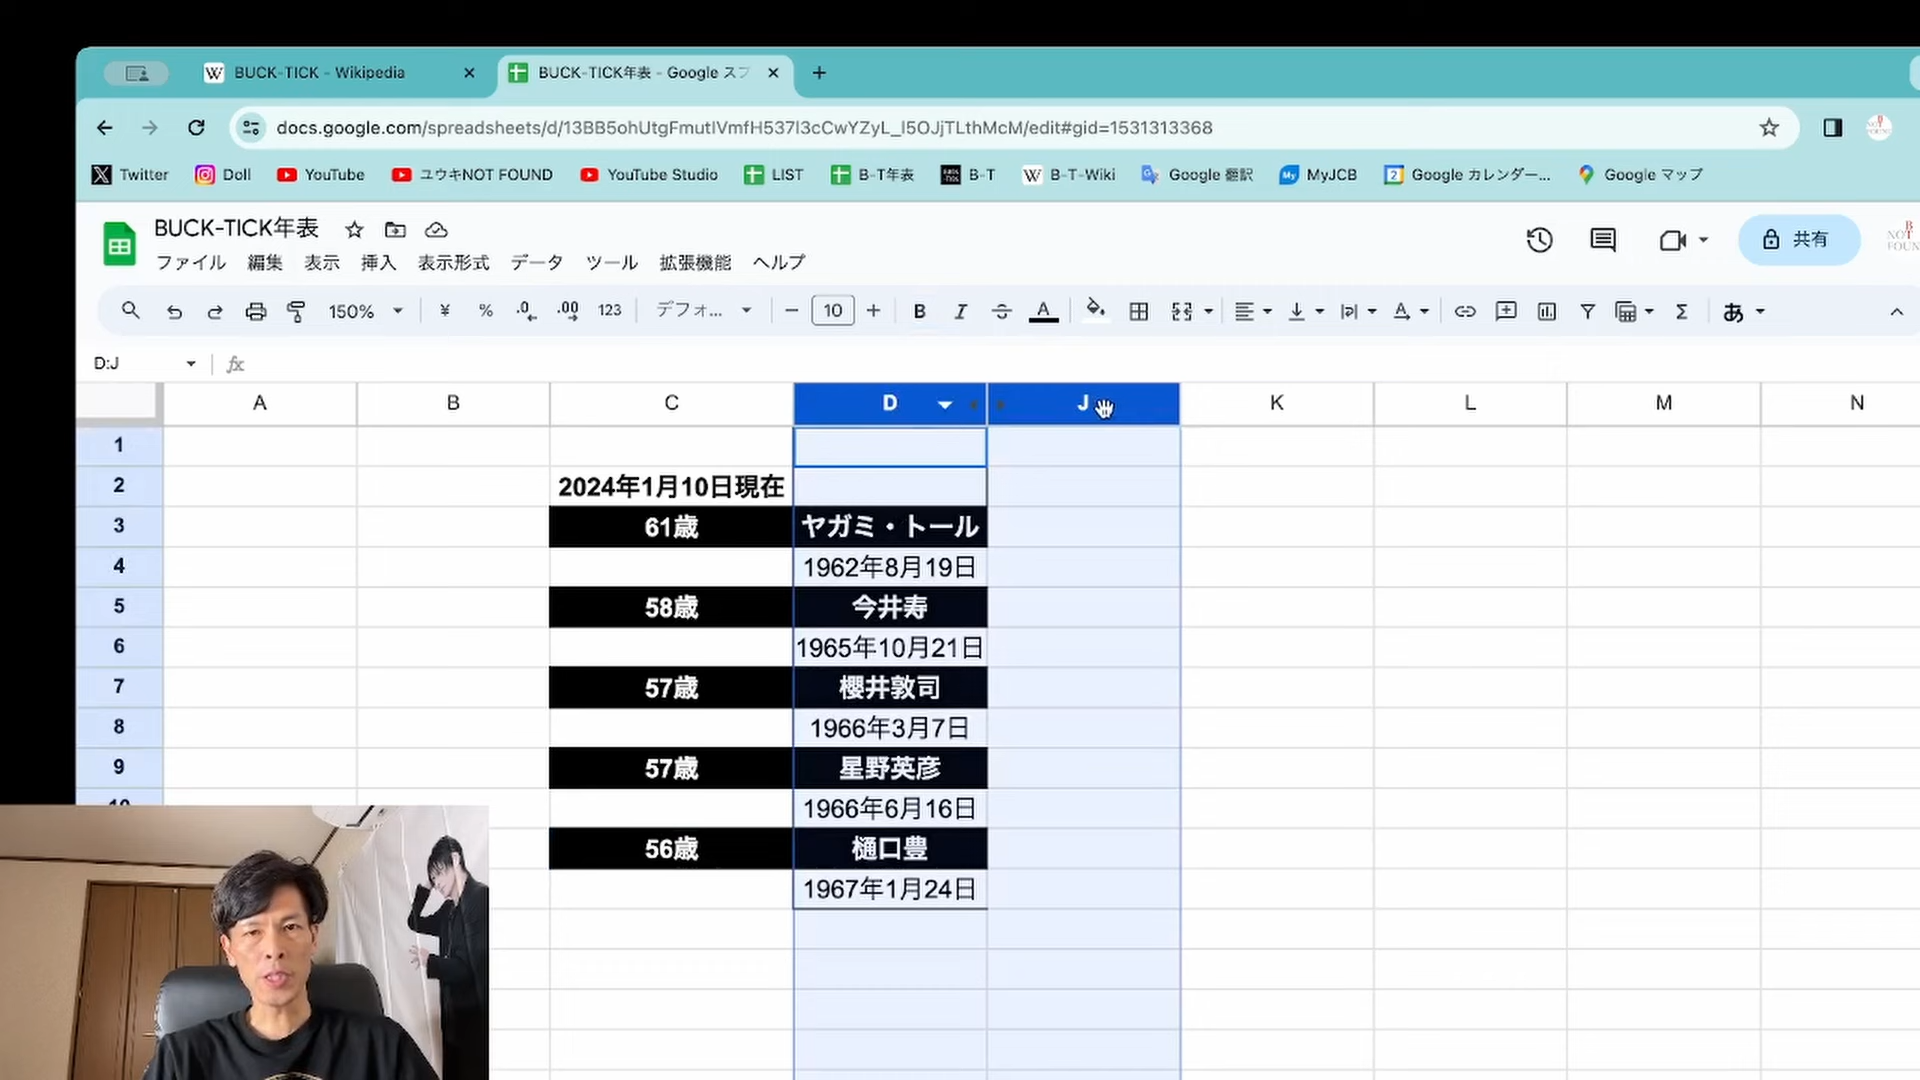 BUCK-TICK - Wikipedia
BUCK-TICK年表 - Google スプ
docs.google.com/spreadsheets/d/13BB5ohUtgFmutIVmfH537I3cCwYZyL_I5OJjTLthMcM/edit#gid=1531313368
Twitter Doll YouTube ユウキNOT FOUND YouTube Studio LIST B-T年表 B-T B-T-Wiki Google 翻訳 MyJCB Google カレンダー... Google マップ
BUCK-TICK年表
共有
ファイル 編集 表示 挿入 表示形式 データ ツール 拡張機能 ヘルプ
150% ¥ % .0 .00 123 デフォ... − 10 + B I A Σ あ
D:J fx
A B C D J K L M N
1
2 2024年1月10日現在
3 61歳 ヤガミ・トール
4 1962年8月19日
5 58歳 今井寿
6 1965年10月21日
7 57歳 櫻井敦司
8 1966年3月7日
9 57歳 星野英彦
10 1966年6月16日
56歳 樋口豊
1967年1月24日